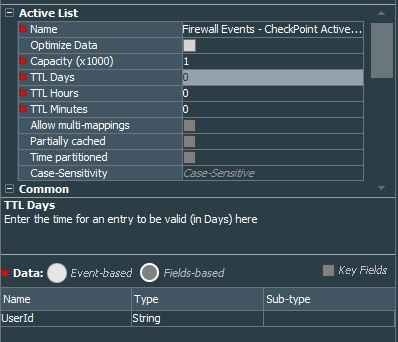 Active List
* Name Firewall Events - CheckPoint Active...
Optimize Data
* Capacity (x1000) 1
* TTL Days 0
* TTL Hours 0
* TTL Minutes 0
Allow multi-mappings
Partially cached
Time partitioned
Case-Sensitivity Case-Sensitive
Common
TTL Days
Enter the time for an entry to be valid (in Days) here
* Data: Event-based Fields-based Key Fields
Name Type Sub-type
UserId String